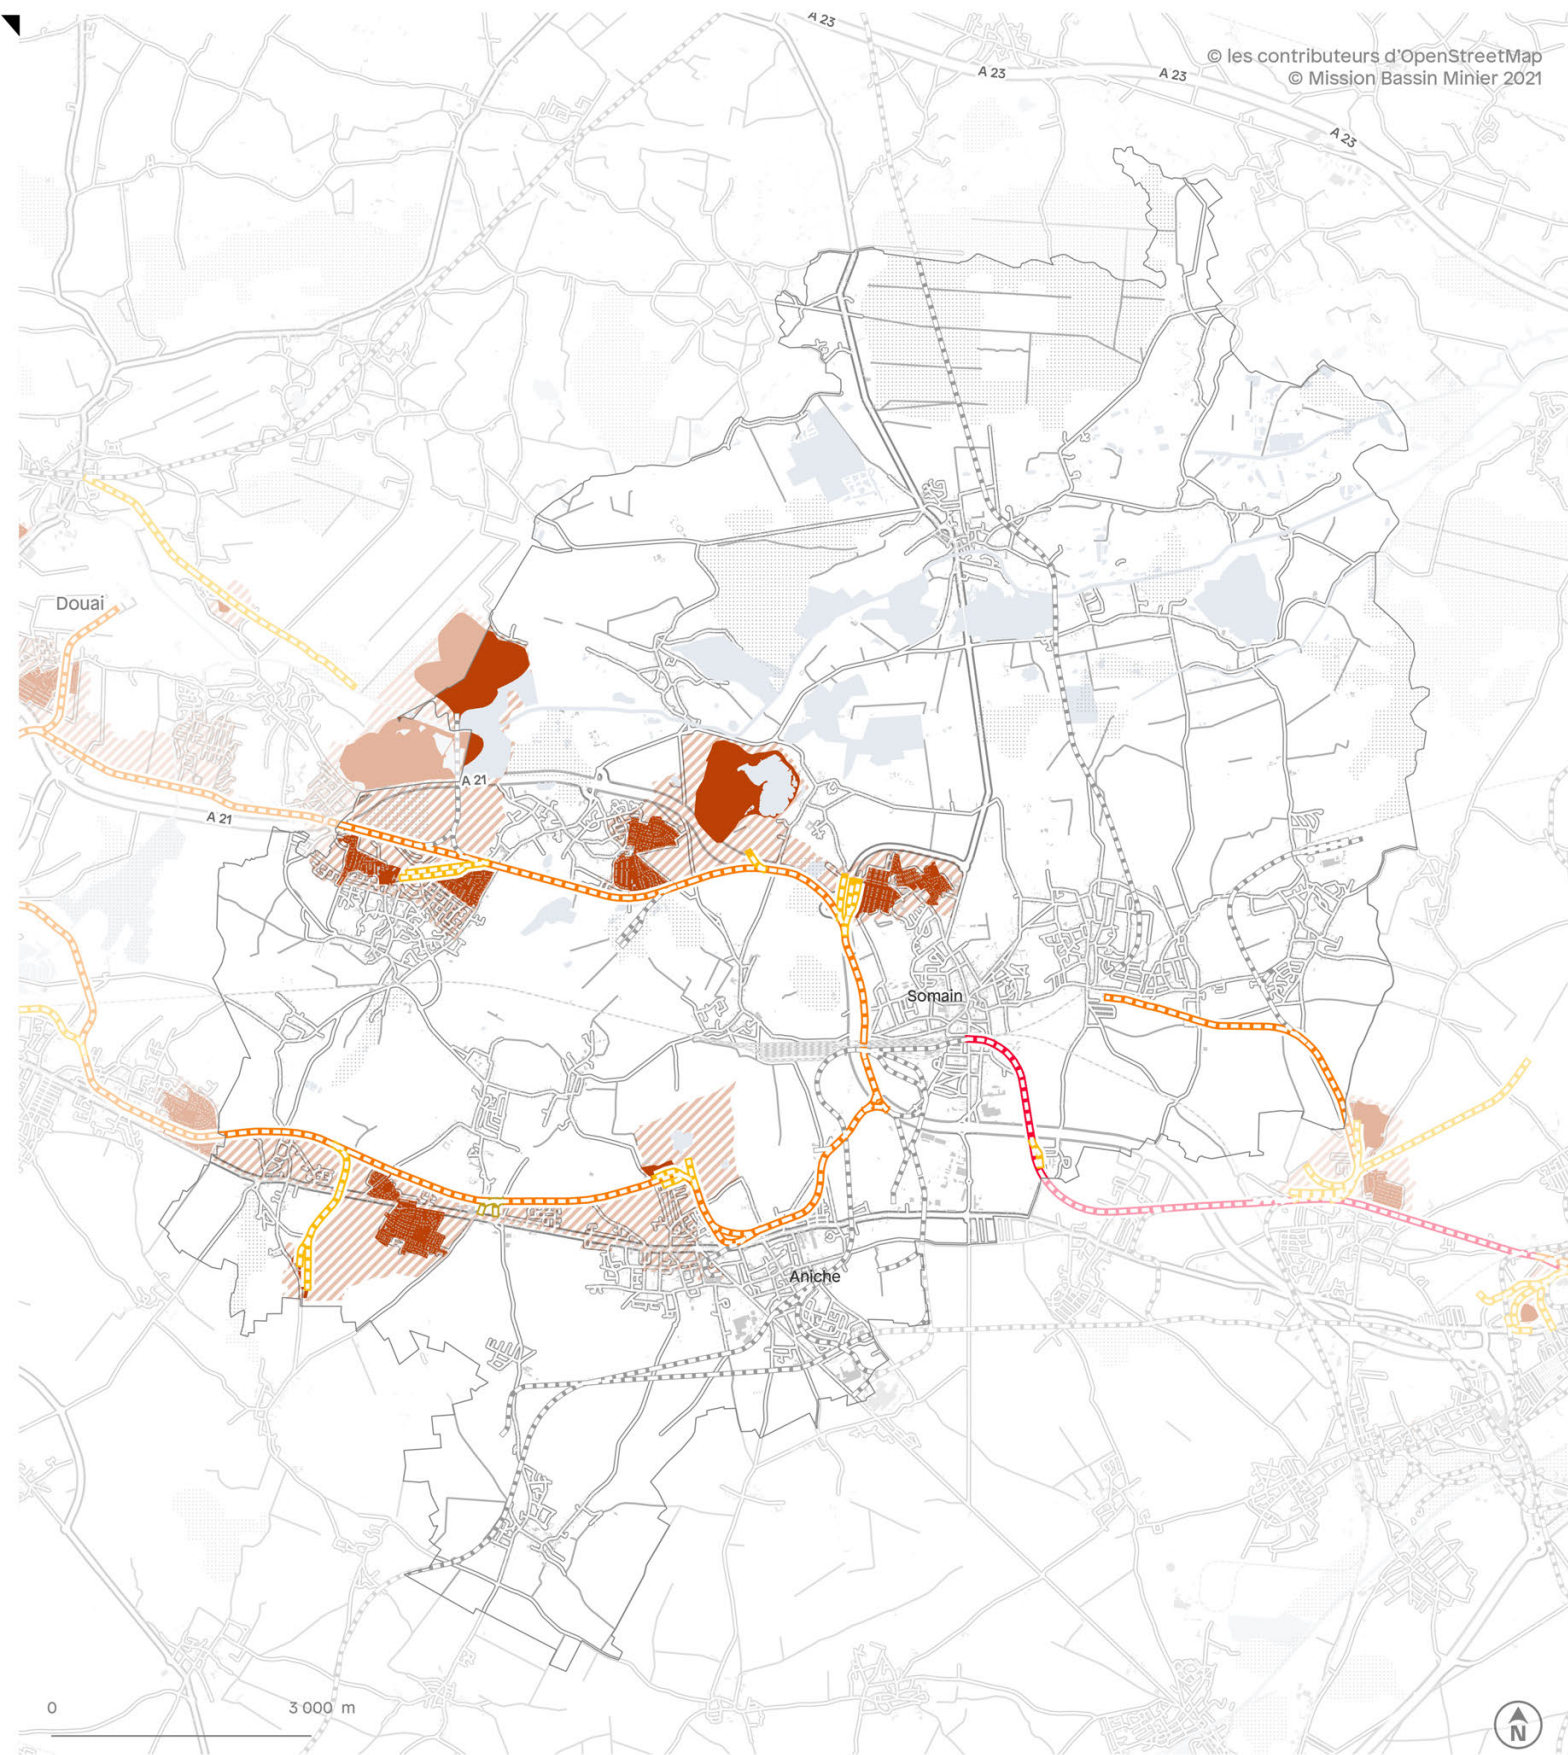 A 23
A 23
A 23
© les contributeurs d'OpenStreetMap
© Mission Bassin Minier 2021
A 23
Douai
A 21
A 21
Somain
Aniche
0
3 000 m
N